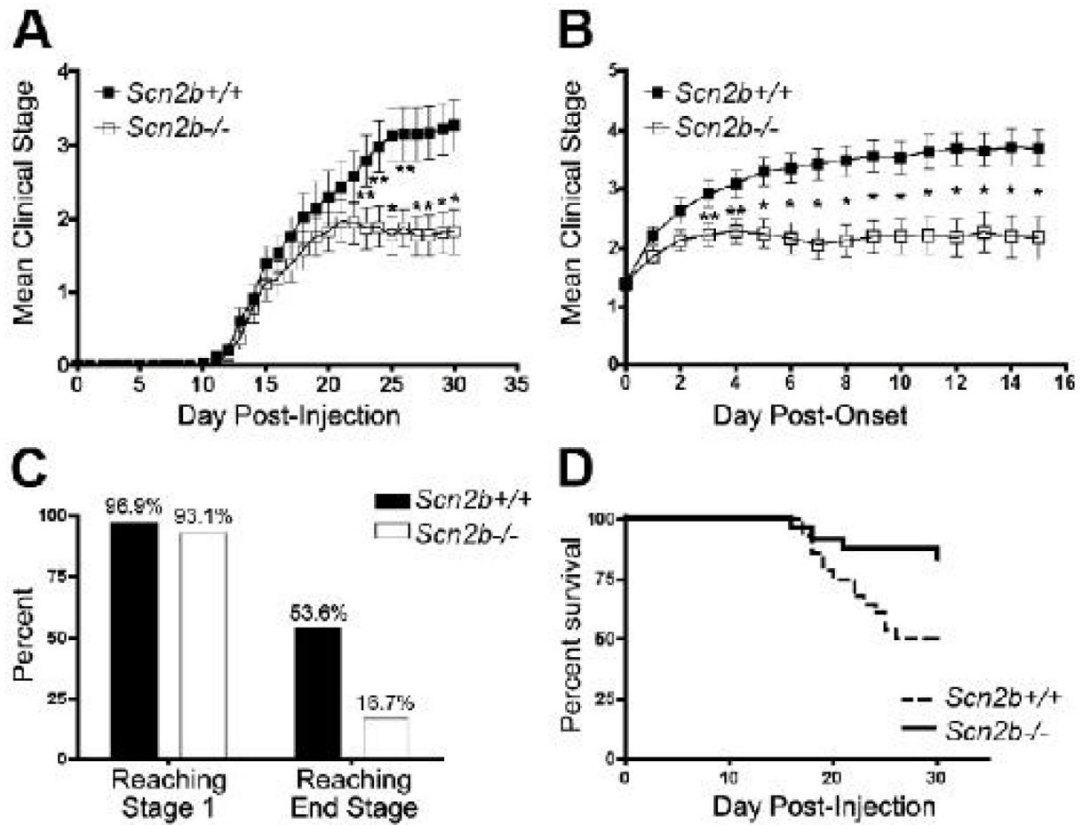 A
Scn2b+/+
Scn2b-/-
Mean Clinical Stage
4
3
2
1
0
0 5 10 15 20 25 30 35
** ** ** * ** * *
Day Post-Injection
B
Scn2b+/+
Scn2b-/-
Mean Clinical Stage
5
4
3
2
1
0 2 4 6 8 10 12 14 16
** ** * * * * * * * * * * *
Day Post-Onset
C
Scn2b+/+
Scn2b-/-
Percent
100
75
50
25
0
96.9% 93.1%
53.6%
16.7%
Reaching
Stage 1
Reaching
End Stage
D
Percent survival
100
75
50
25
0
0 10 20 30
Scn2b+/+
Scn2b-/-
Day Post-Injection